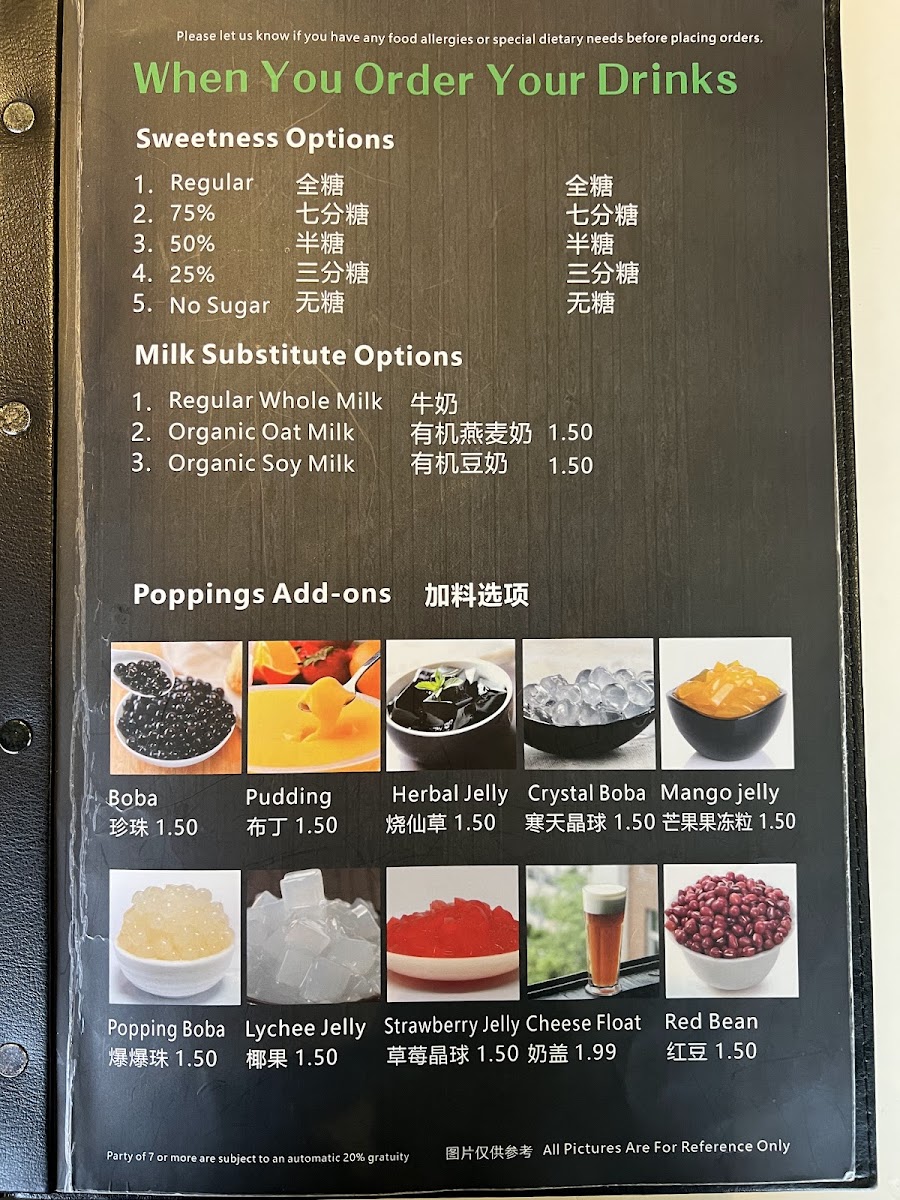 Please let us know if you have any food allergies or special dietary needs before placing orders.
When You Order Your Drinks
Sweetness Options
1. Regular 全糖 全糖
2. 75% 七分糖 七分糖
3. 50% 半糖 半糖
4. 25% 三分糖 三分糖
5. No Sugar 无糖 无糖
Milk Substitute Options
1. Regular Whole Milk 牛奶
2. Organic Oat Milk 有机燕麦奶 1.50
3. Organic Soy Milk 有机豆奶 1.50
Poppings Add-ons 加料选项
Boba Pudding Herbal Jelly Crystal Boba Mango jelly
珍珠 1.50 布丁 1.50 烧仙草 1.50 寒天晶球 1.50 芒果果冻粒 1.50
Popping Boba Lychee Jelly Strawberry Jelly Cheese Float Red Bean
爆爆珠 1.50 椰果 1.50 草莓晶球 1.50 奶盖 1.99 红豆 1.50
Party of 7 or more are subject to an automatic 20% gratuity 图片仅供参考 All Pictures Are For Reference Only